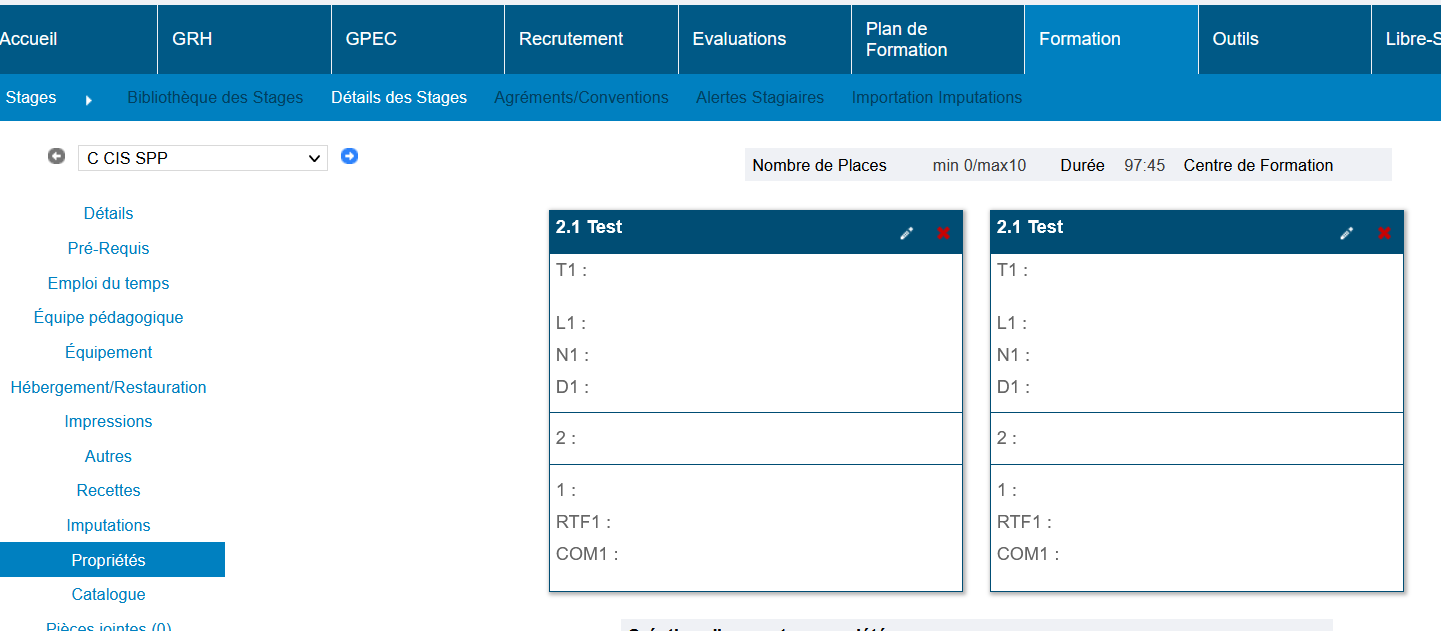 Accueil
GRH
GPEC
Recrutement
Evaluations
Plan de
Formation
Formation
Outils
Libre-S
Stages
Bibliothèque des Stages
Détails des Stages
Agréments/Conventions
Alertes Stagiaires
Importation Imputations
C CIS SPP
Nombre de Places min 0/max10 Durée 97:45 Centre de Formation
Détails
Pré-Requis
Emploi du temps
Équipe pédagogique
Équipement
Hébergement/Restauration
Impressions
Autres
Recettes
Imputations
Propriétés
Catalogue
Pièces jointes (0)
2.1 Test
T1 :
L1 :
N1 :
D1 :
2 :
1 :
RTF1 :
COM1 :
2.1 Test
T1 :
L1 :
N1 :
D1 :
2 :
1 :
RTF1 :
COM1 :